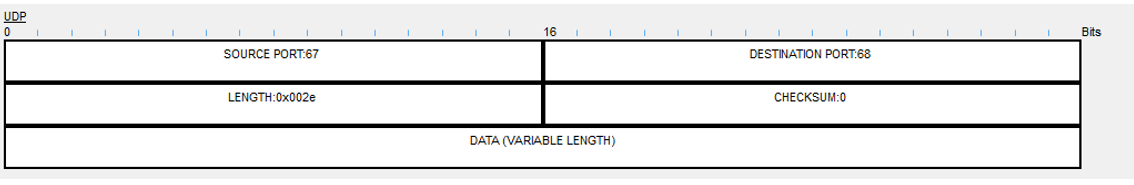 UDP
0 16 Bits
SOURCE PORT:67 DESTINATION PORT:68
LENGTH:0x002e CHECKSUM:0
DATA (VARIABLE LENGTH)